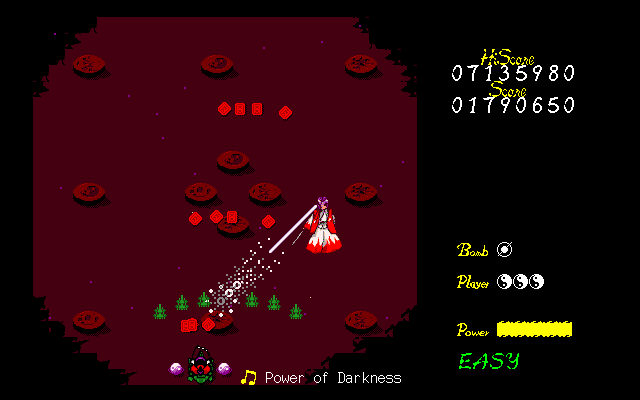 HiScore
07135980
Score
01790650
Bomb
Player
Power
EASY
Power of Darkness